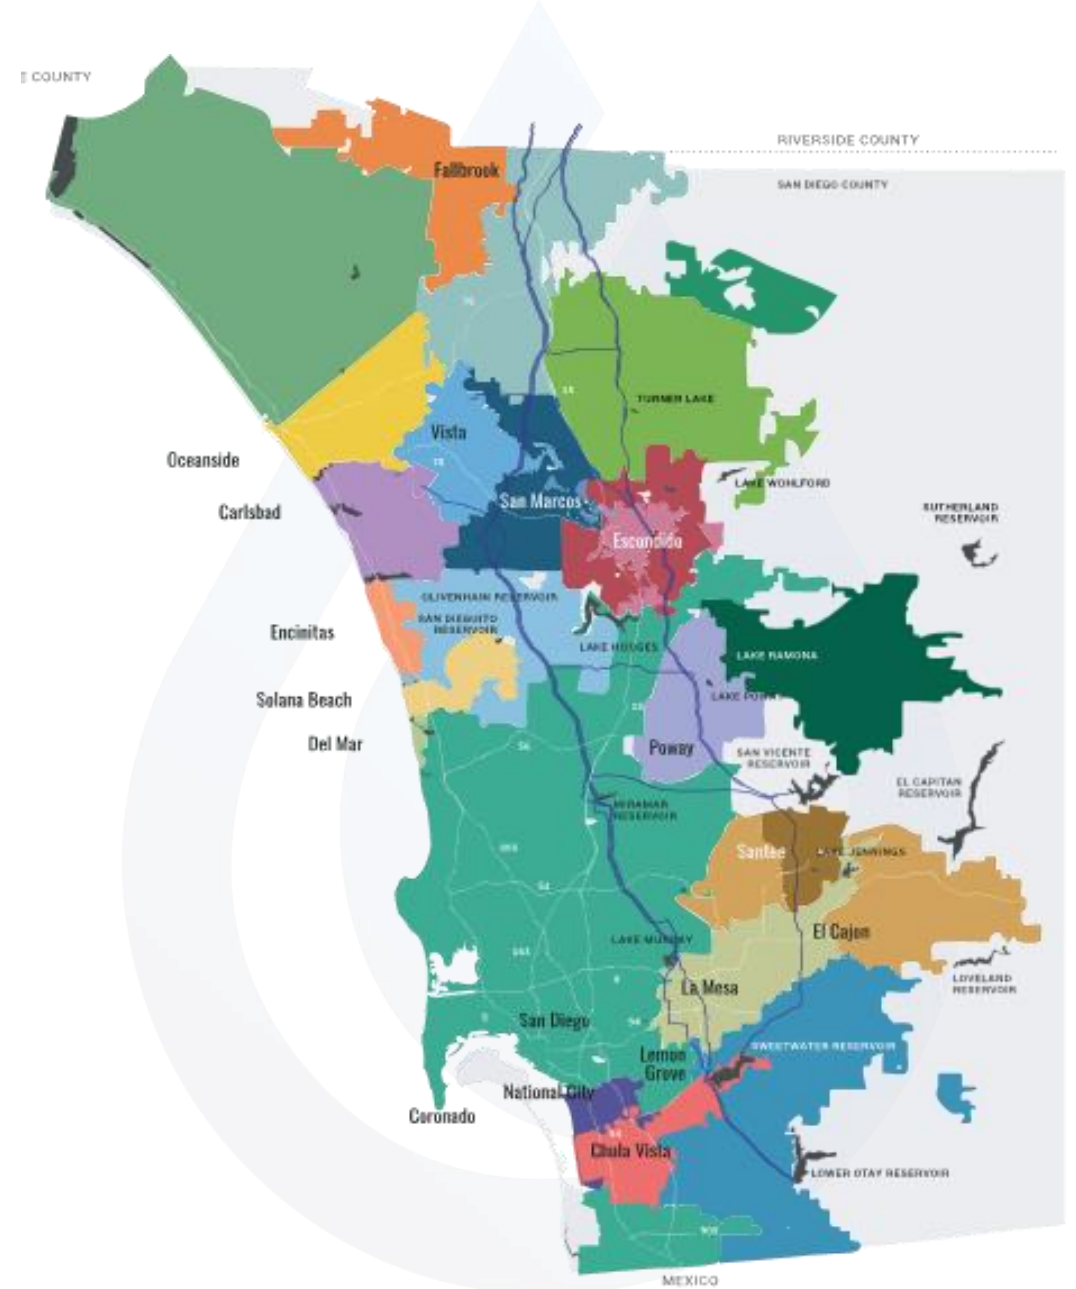 COUNTY
RIVERSIDE COUNTY
SAN DIEGO COUNTY
Fallbrook
TURNER LAKE
Vista
Oceanside
LAKE WOHLFORD
San Marcos
Carlsbad
SUTHERLAND
RESERVOIR
Escondido
OLIVENHAIN RESERVOIR
SAN DIEGUITO
RESERVOIR
Encinitas
LAKE HODGES
LAKE RAMONA
LAKE
Solana Beach
Del Mar
Poway
SAN VICENTE
RESERVOIR
EL CAPITAN
RESERVOIR
MIRAMAR
RESERVOIR
Santee
LAKE JENNINGS
El Cajon
LAKE MURRAY
La Mesa
LOVELAND
RESERVOIR
San Diego
SWEETWATER RESERVOIR
Lemon
Grove
National City
Coronado
Chula Vista
LOWER OTAY RESERVOIR
MEXICO